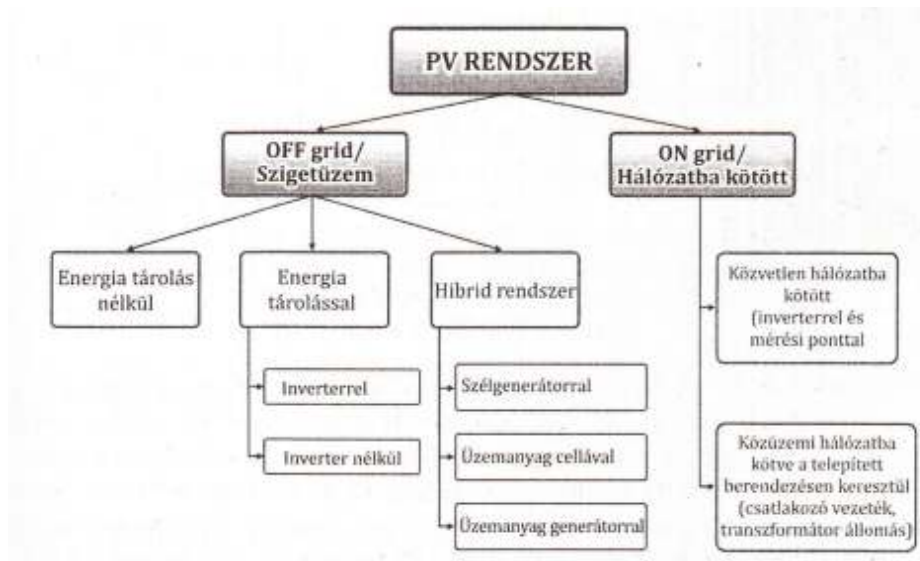 PV RENDSZER
OFF grid/
Szigetüzem
ON grid/
Hálózatba kötött
Energia tárolás
nélkül
Energia
tárolással
Híbrid rendszer
Inverterrel
Inverter nélkül
Szélgenerátorral
Üzemanyag cellával
Üzemanyag generátorral
Közvetlen hálózatba
kötött
(inverterrel és
mérési ponttal
Közüzemi hálózatba
kötve a telepített
berendezésen keresztül
(csatlakozó vezeték,
transzformátor állomás)